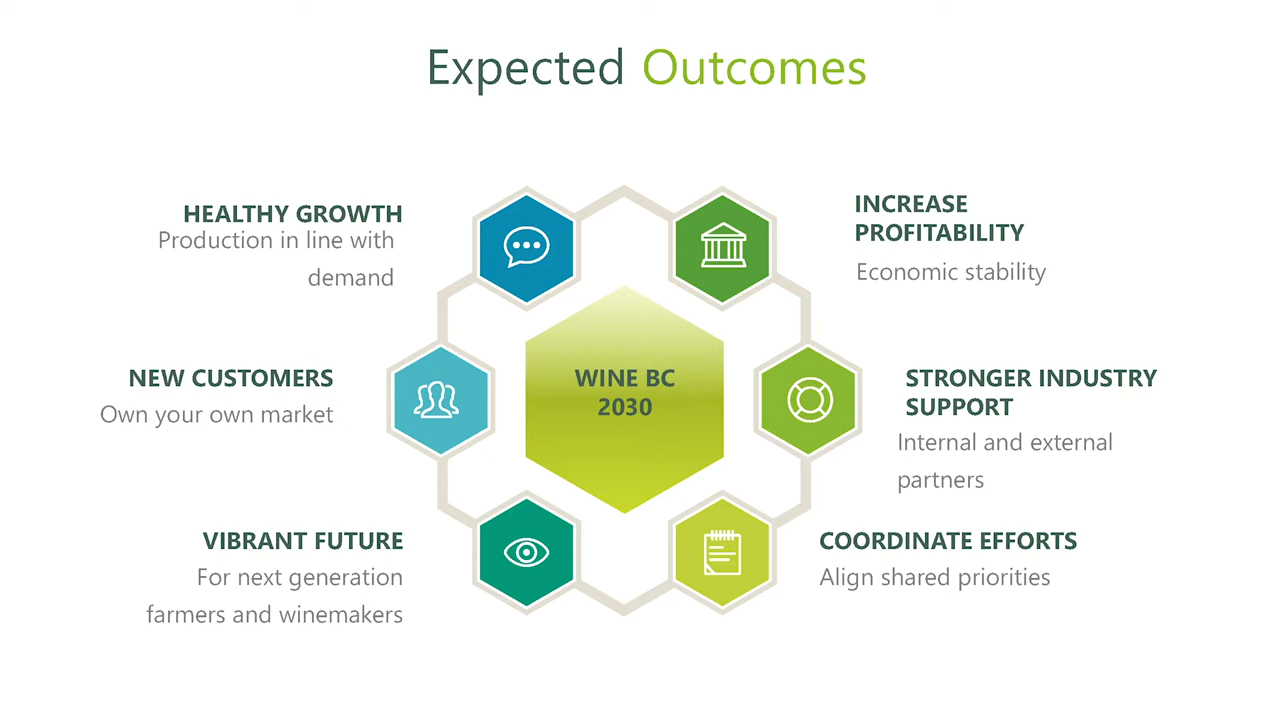 Expected Outcomes
HEALTHY GROWTH
Production in line with
demand
INCREASE
PROFITABILITY
Economic stability
NEW CUSTOMERS
Own your own market
WINE BC
2030
STRONGER INDUSTRY
SUPPORT
Internal and external
partners
VIBRANT FUTURE
For next generation
farmers and winemakers
COORDINATE EFFORTS
Align shared priorities